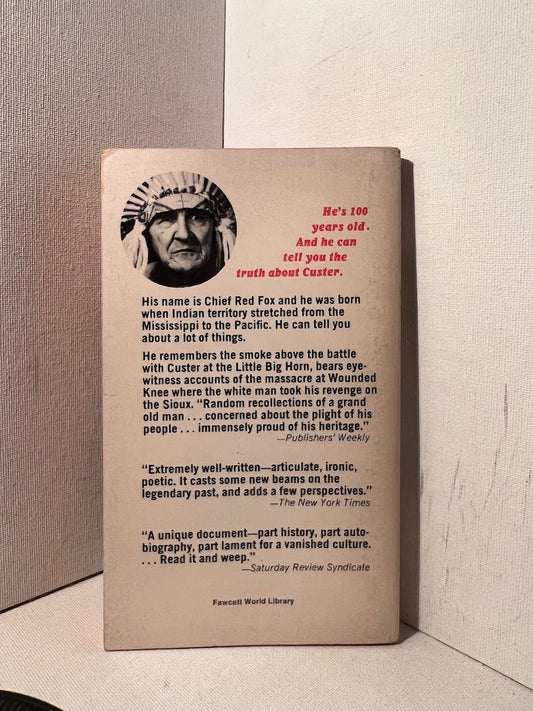 He's 100
years old.
And he can
tell you the
truth about Custer.
His name is Chief Red Fox and he was born
when Indian territory stretched from the
Mississippi to the Pacific. He can tell you
about a lot of things.
He remembers the smoke above the battle
with Custer at the Little Big Horn, bears eye-
witness accounts of the massacre at Wounded
Knee where the white man took his revenge on
the Sioux. “Random recollections of a grand
old man . . . concerned about the plight of his
people . . . immensely proud of his heritage.”
—Publishers' Weekly
“Extremely well-written—articulate, ironic,
poetic. It casts some new beams on the
legendary past, and adds a few perspectives.”
—The New York Times
“A unique document—part history, part auto-
biography, part lament for a vanished culture.
. . . Read it and weep.”
—Saturday Review Syndicate
Fawcett World Library